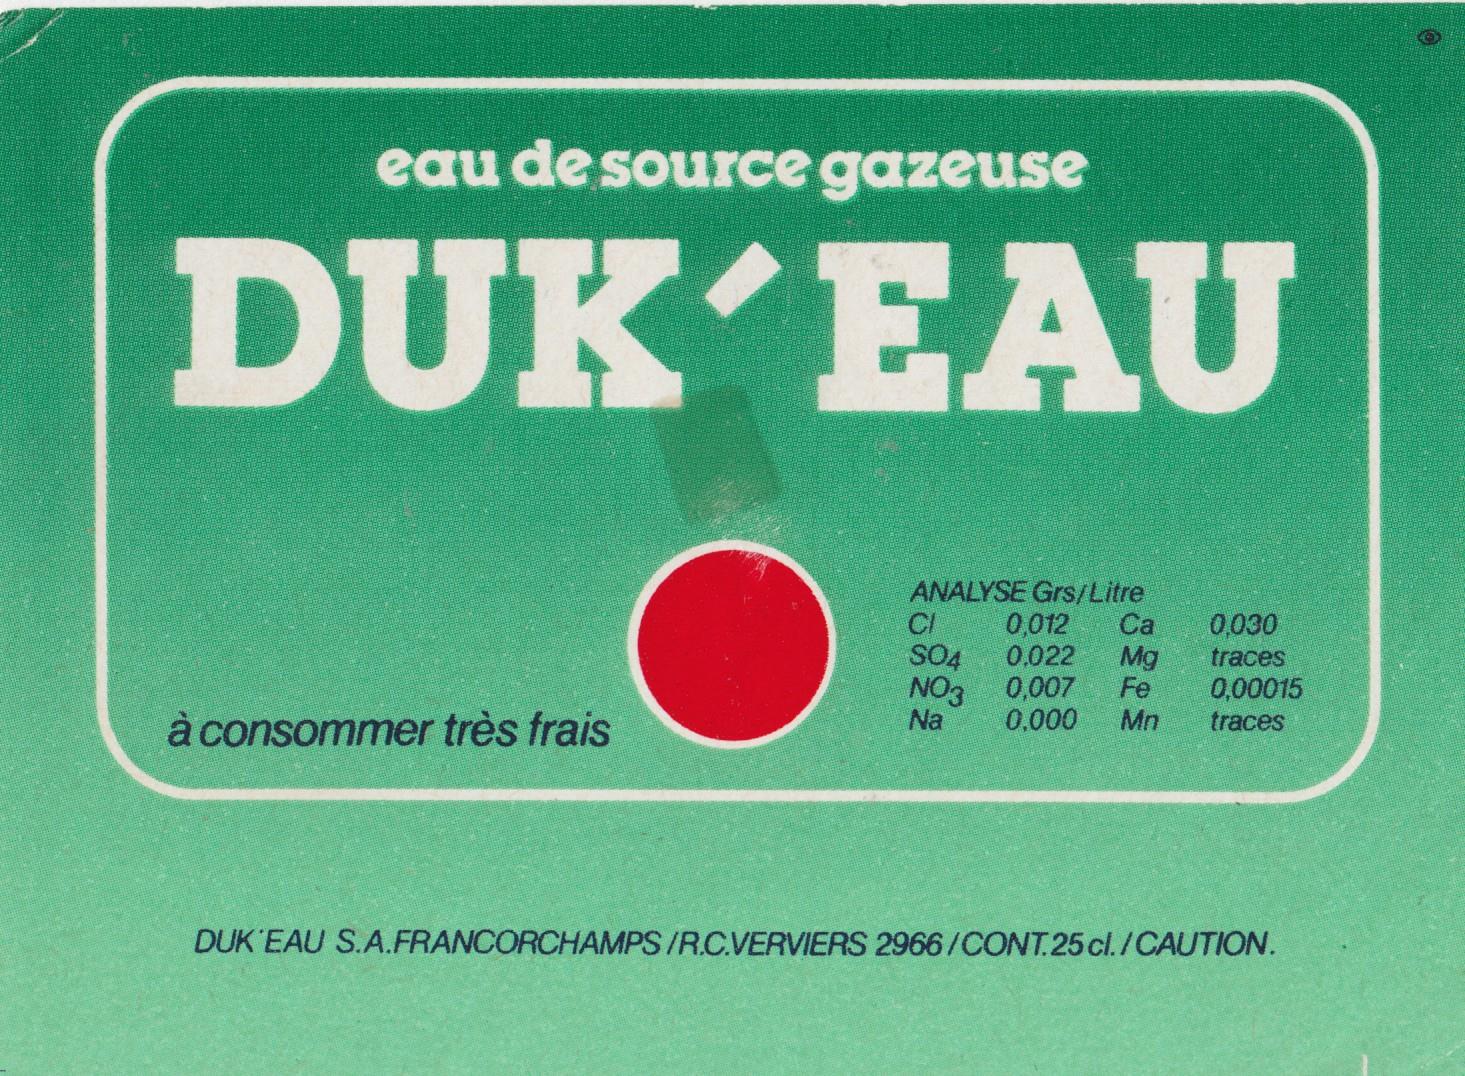 eau de source gazeuse
DUK'EAU
ANALYSE Grs/Litre
Cl 0,012 Ca 0,030
SO4 0,022 Mg traces
NO3 0,007 Fe 0,00015
Na 0,000 Mn traces
à consommer très frais
DUK'EAU S.A.FRANCORCHAMPS/R.C.VERVIERS 2966/CONT.25cl./CAUTION.